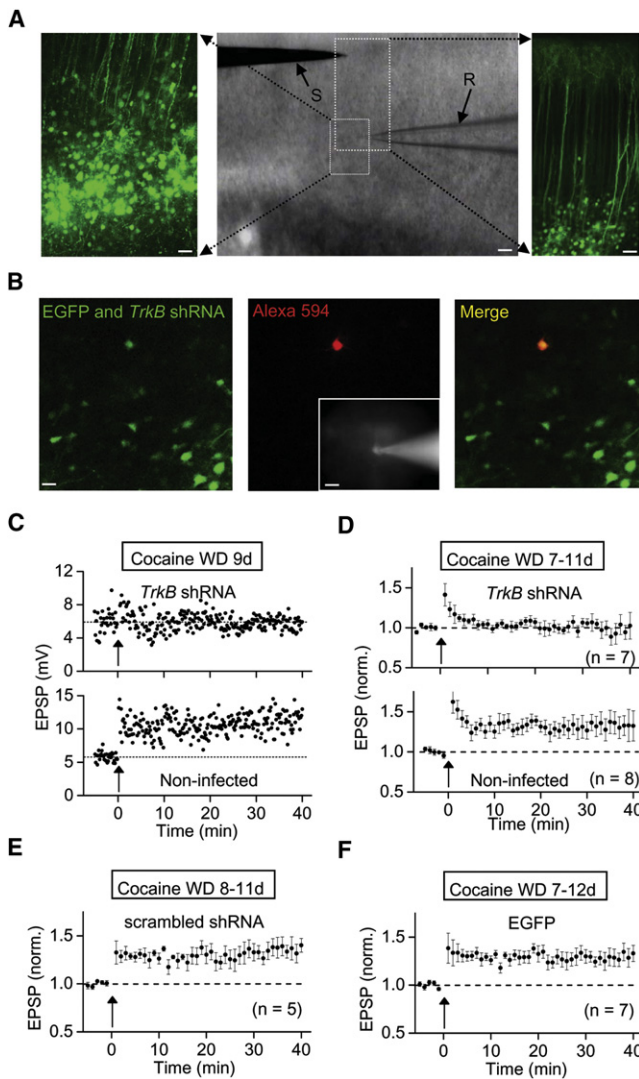 A
S
R
B
EGFP and TrkB shRNA
Alexa 594
Merge
C
Cocaine WD 9d
TrkB shRNA
12
8
4
0
EPSP (mV)
15
10
5
0
Non-infected
0 10 20 30 40
Time (min)
D
Cocaine WD 7-11d
TrkB shRNA
1.5
1.0
0.5
(n = 7)
EPSP (norm.)
1.5
1.0
0.5
Non-infected (n = 8)
0 10 20 30 40
Time (min)
E
Cocaine WD 8-11d
scrambled shRNA
EPSP (norm.)
1.5
1.0
0.5
(n = 5)
0 10 20 30 40
Time (min)
F
Cocaine WD 7-12d
EGFP
EPSP (norm.)
1.5
1.0
0.5
(n = 7)
0 10 20 30 40
Time (min)